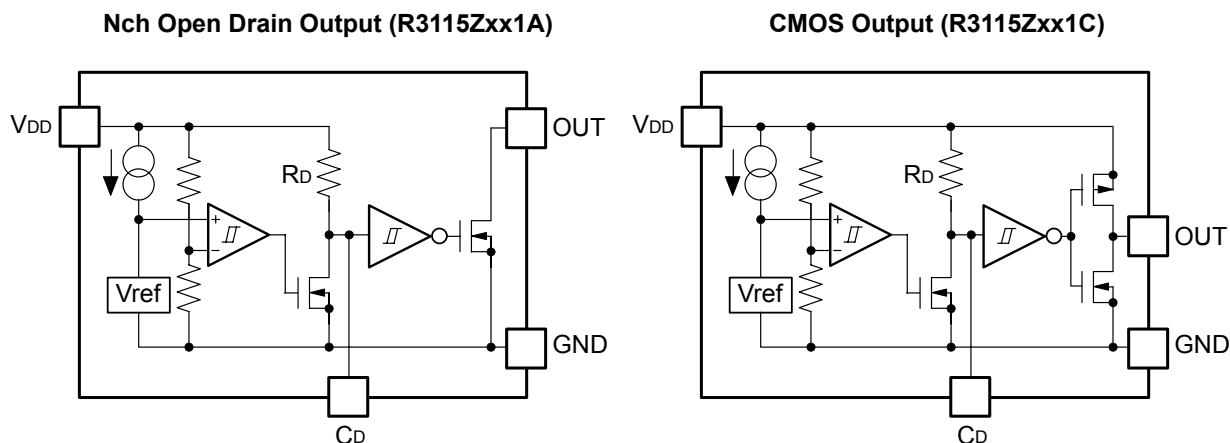 Nch Open Drain Output (R3115Zxx1A)
VDD
OUT
RD
+
−
Vref
GND
CD
CMOS Output (R3115Zxx1C)
VDD
RD
+
−
OUT
Vref
GND
CD